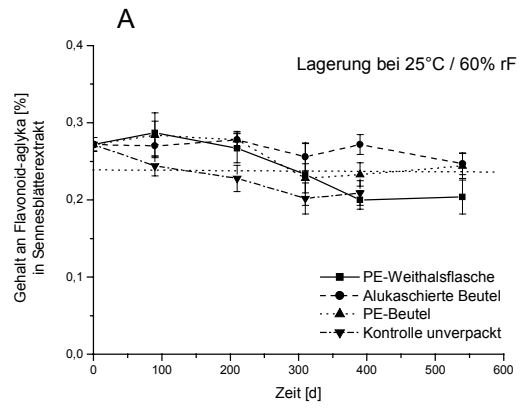 A
Lagerung bei 25°C / 60% rF
0,4
0,3
0,2
0,1
0,0
Gehalt an Flavonoid-aglyka [%]
in Sennesblätterextrakt
PE-Weithalsflasche
Alukaschierte Beutel
PE-Beutel
Kontrolle unverpackt
0
100
200
300
400
500
600
Zeit [d]